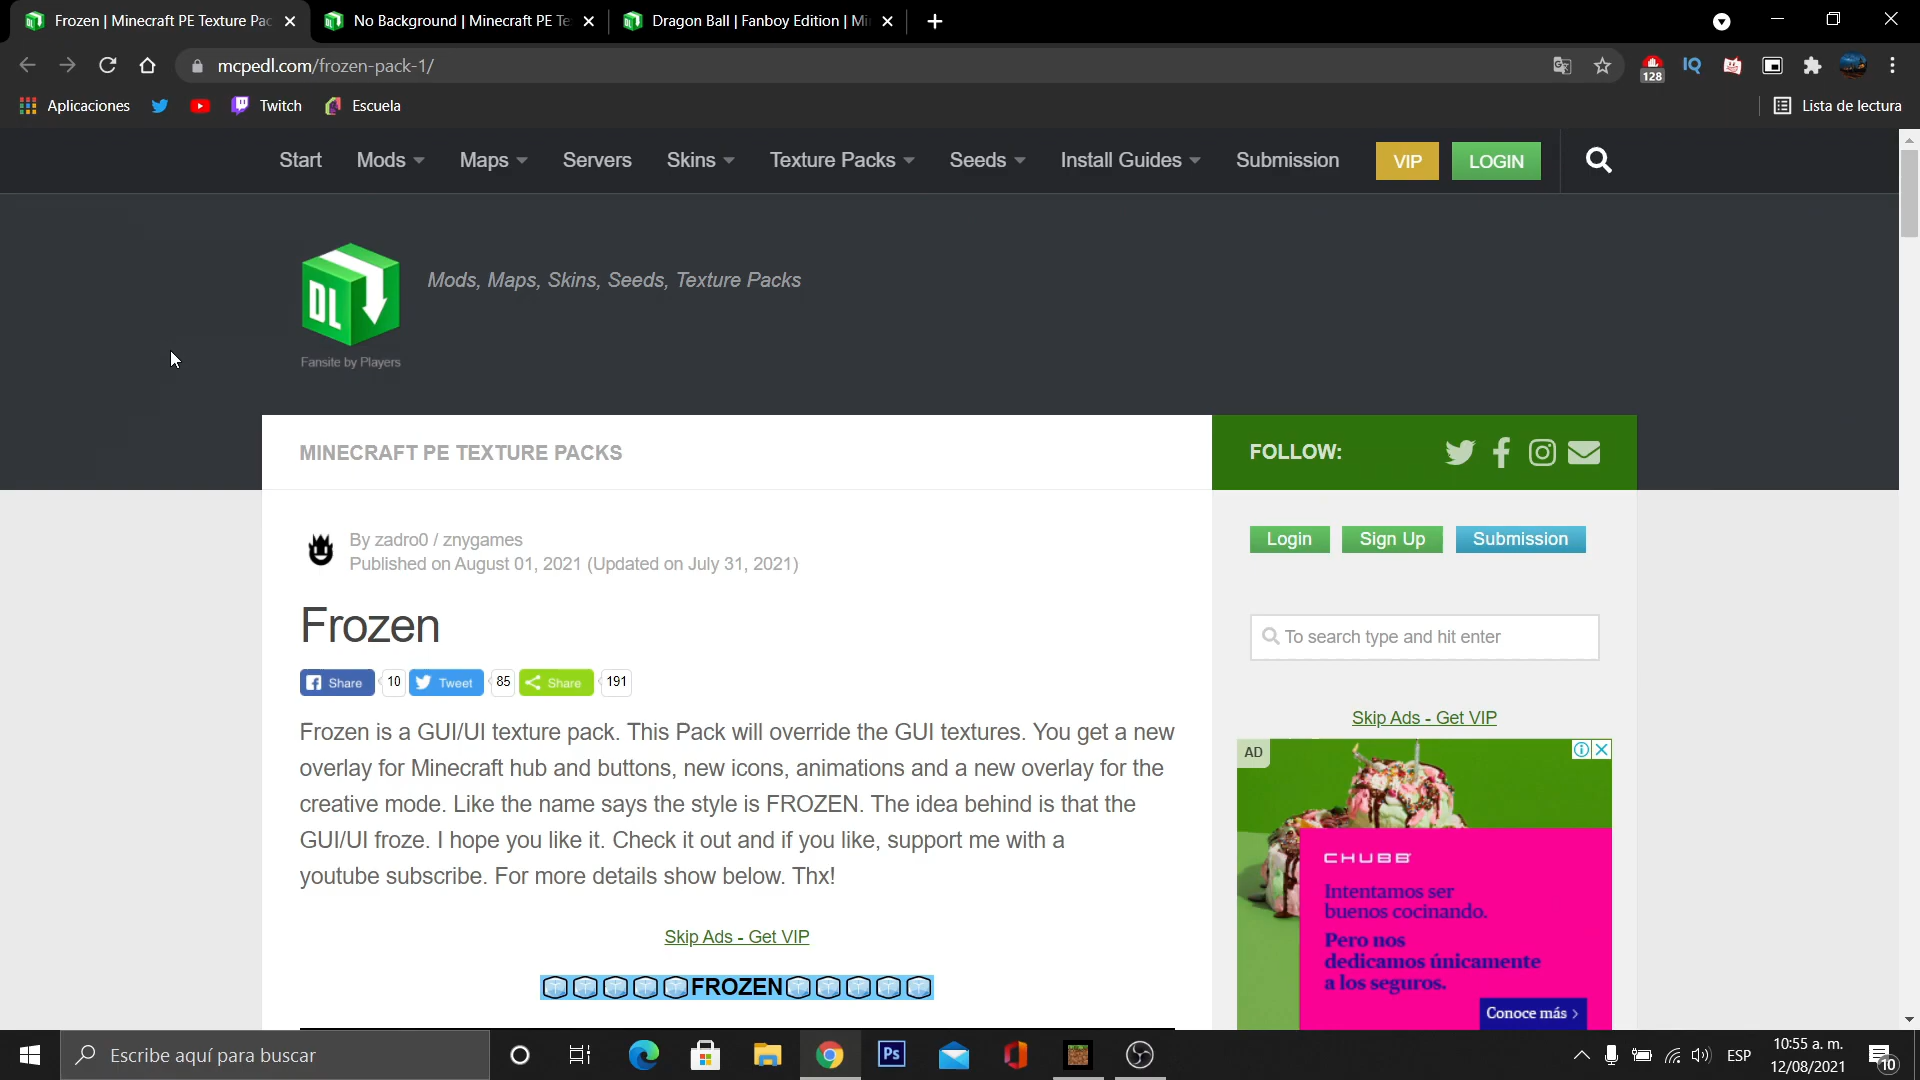 Frozen | Minecraft PE Texture Pac
No Background | Minecraft PE Te
Dragon Ball | Fanboy Edition | Mi
mcpedl.com/frozen-pack-1/
128
IQ
Aplicaciones
Twitch
Escuela
Lista de lectura
Start
Mods
Maps
Servers
Skins
Texture Packs
Seeds
Install Guides
Submission
VIP
LOGIN
DL
Mods, Maps, Skins, Seeds, Texture Packs
Fansite by Players
MINECRAFT PE TEXTURE PACKS
FOLLOW:
By zadro0 / znygames
Published on August 01, 2021 (Updated on July 31, 2021)
Login
Sign Up
Submission
Frozen
To search type and hit enter
Share
10
Tweet
85
Share
191
Frozen is a GUI/UI texture pack. This Pack will override the GUI textures. You get a new
overlay for Minecraft hub and buttons, new icons, animations and a new overlay for the
creative mode. Like the name says the style is FROZEN. The idea behind is that the
GUI/UI froze. I hope you like it. Check it out and if you like, support me with a
youtube subscribe. For more details show below. Thx!
Skip Ads - Get VIP
FROZEN
Skip Ads - Get VIP
AD
CHUBB
Intentamos ser
buenos cocinando.
Pero nos
dedicamos únicamente
a los seguros.
Conoce más >
Escribe aquí para buscar
Ps
ESP
10:55 a. m.
12/08/2021
10